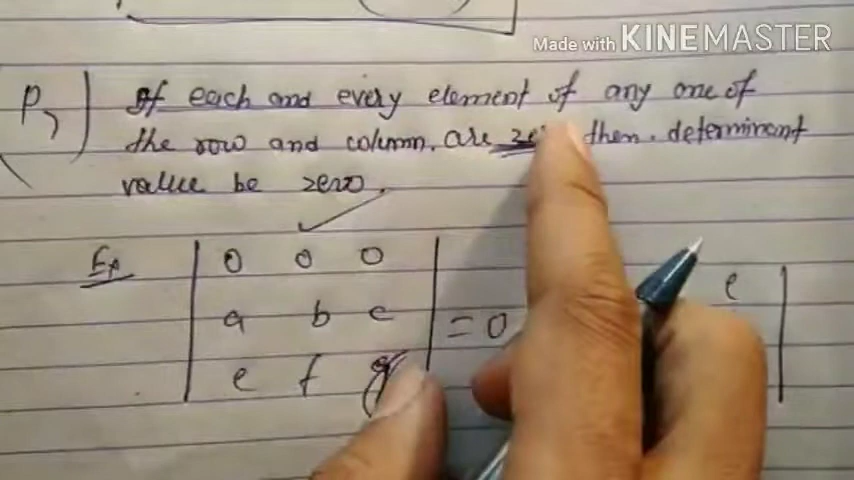 Made with KINEMASTER
P,) If each and every element of any one of
the row and column. are zero then. determinant
value be zero.
Ex 0 0 0
a b c = 0 e
e f g